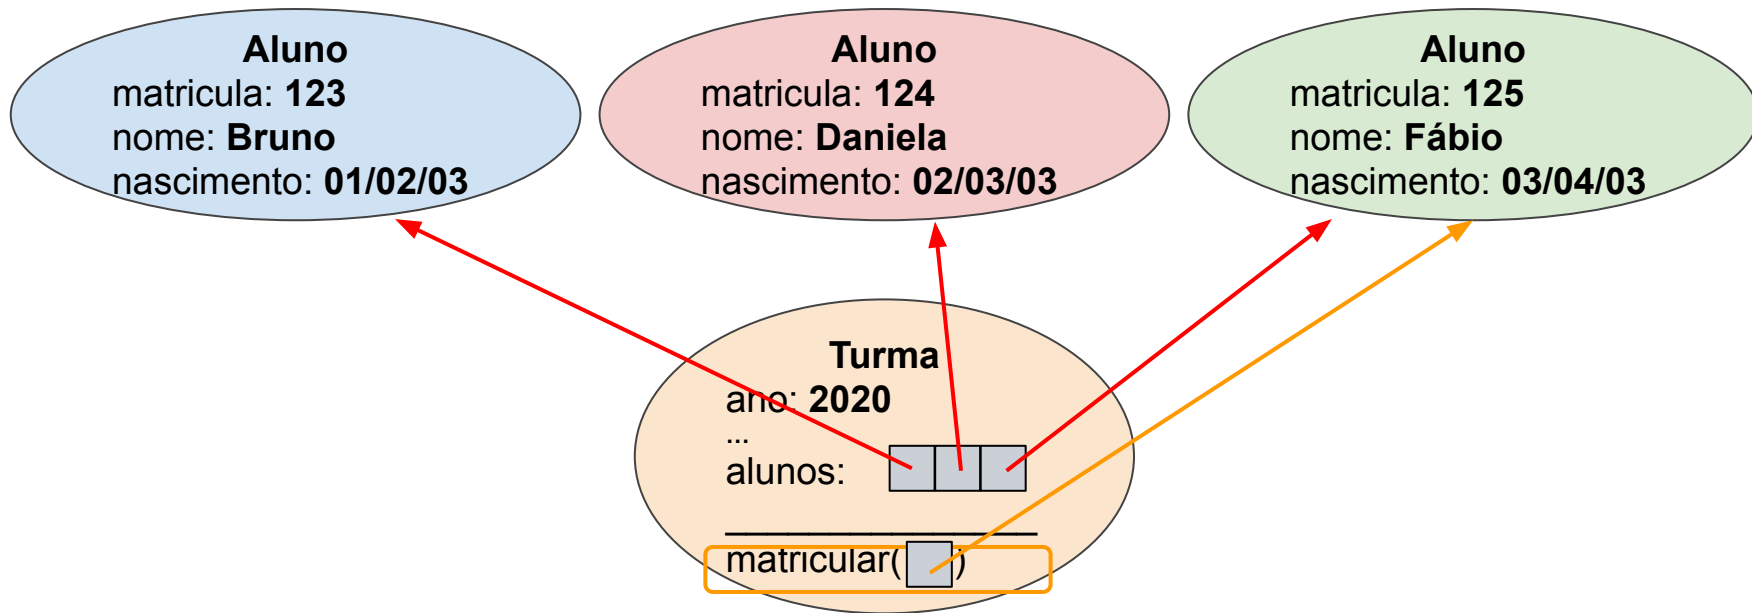 Aluno
matricula: 123
nome: Bruno
nascimento: 01/02/03
Aluno
matricula: 124
nome: Daniela
nascimento: 02/03/03
Aluno
matricula: 125
nome: Fábio
nascimento: 03/04/03
Turma
ano: 2020
...
alunos:
matricular( )